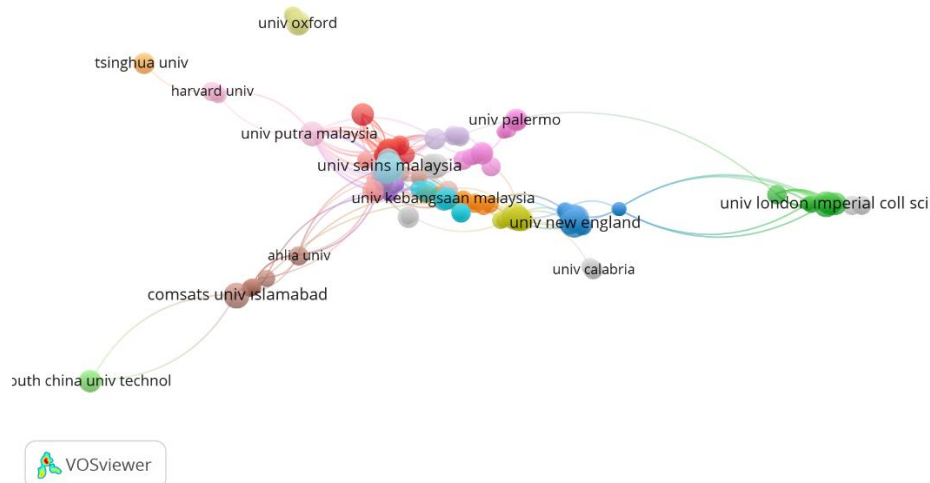 univ oxford
tsinghua univ
harvard univ
univ palermo
univ putra malaysia
univ sains malaysia
univ kebangsaan malaysia
univ london imperial coll sci
univ new england
ahlia univ
univ calabria
comsats univ islamabad
outh china univ technol
VOSviewer